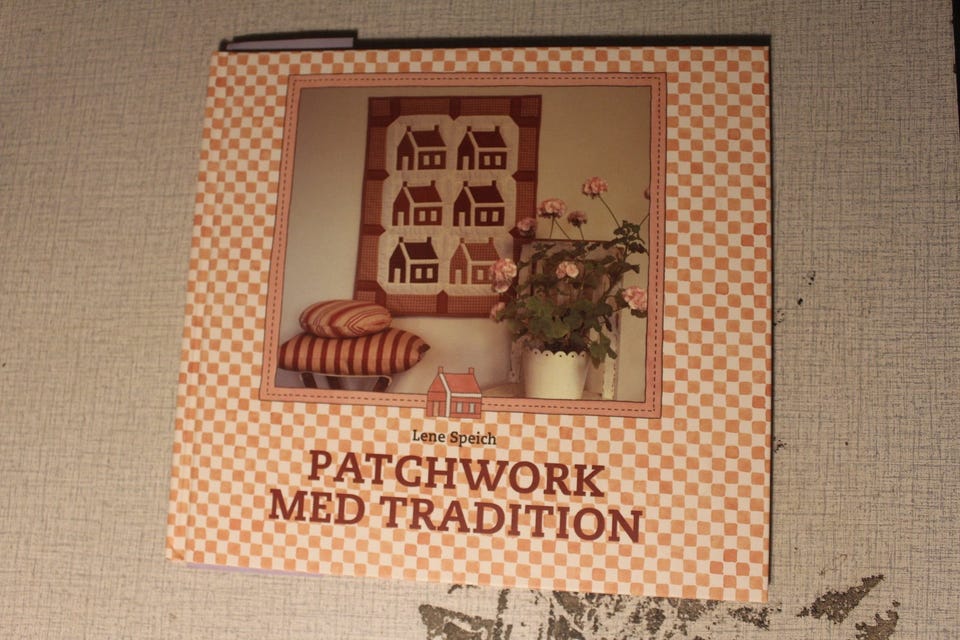 Lene Speich
PATCHWORK
MED TRADITION